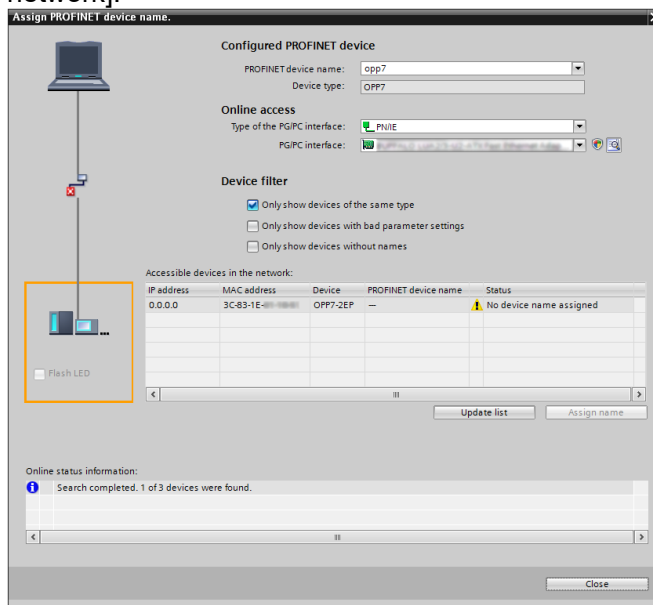 network].
Assign PROFINET device name.
Configured PROFINET device
PROFINET device name: opp7
Device type: OPP7
Online access
Type of the PG/PC interface: PN/IE
PG/PC interface:
Device filter
Only show devices of the same type
Only show devices with bad parameter settings
Only show devices without names
Accessible devices in the network:
IP address MAC address Device PROFINET device name Status
0.0.0.0 3C-83-1E- OPP7-2EP — No device name assigned
...
Flash LED
Update list Assign name
Online status information:
Search completed. 1 of 3 devices were found.
Close